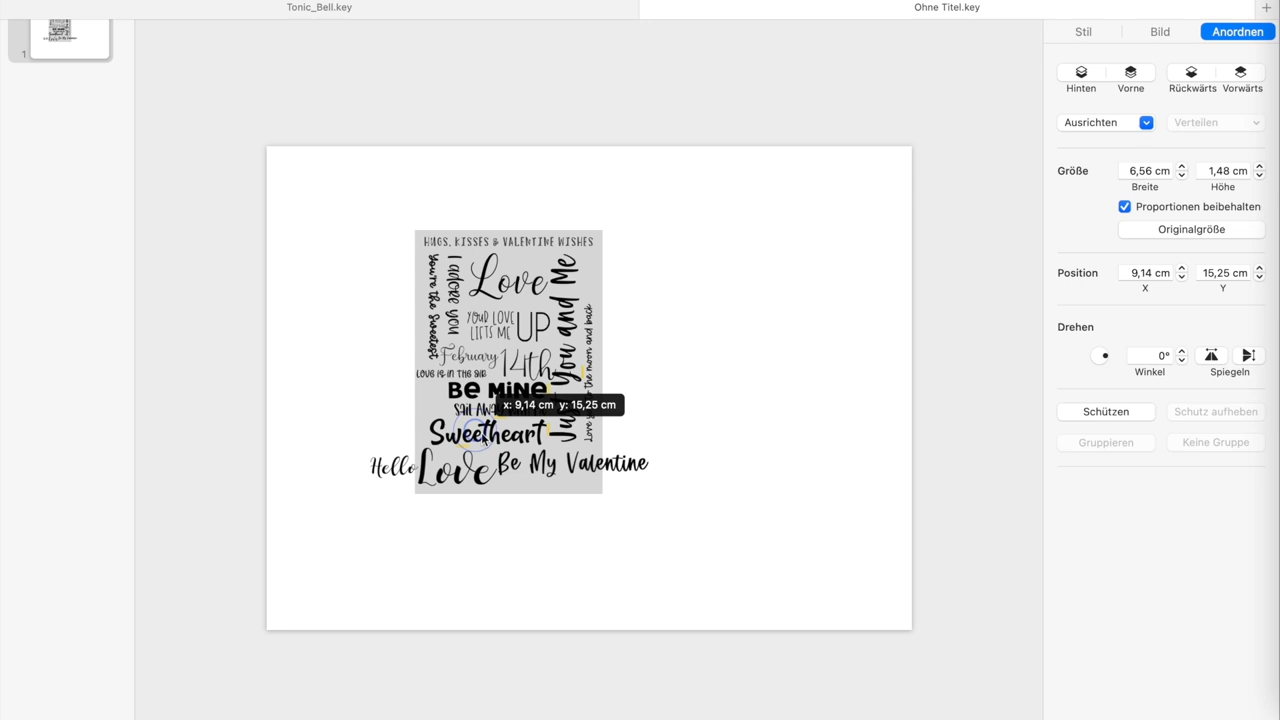 Tonic_Bell.key
Ohne Titel.key
Stil
Bild
Anordnen
1
Hinten
Vorne
Rückwärts
Vorwärts
Ausrichten
Verteilen
Größe
6,56 cm
1,48 cm
Breite
Höhe
Proportionen beibehalten
Originalgröße
Position
9,14 cm
15,25 cm
X
Y
Drehen
0°
Winkel
Spiegeln
Schützen
Schutz aufheben
Gruppieren
Keine Gruppe
HUGS, KISSES & VALENTINE WISHES
You're the Sweetest
I adore you
Love
Just You and Me
YOUR LOVE
LIFTS ME
UP
the moons and back
February
14th
LOVE IS IN THE AIR
Be MiNe
x: 9,14 cm y: 15,25 cm
Sweetheart
Hello
Love
Be My Valentine